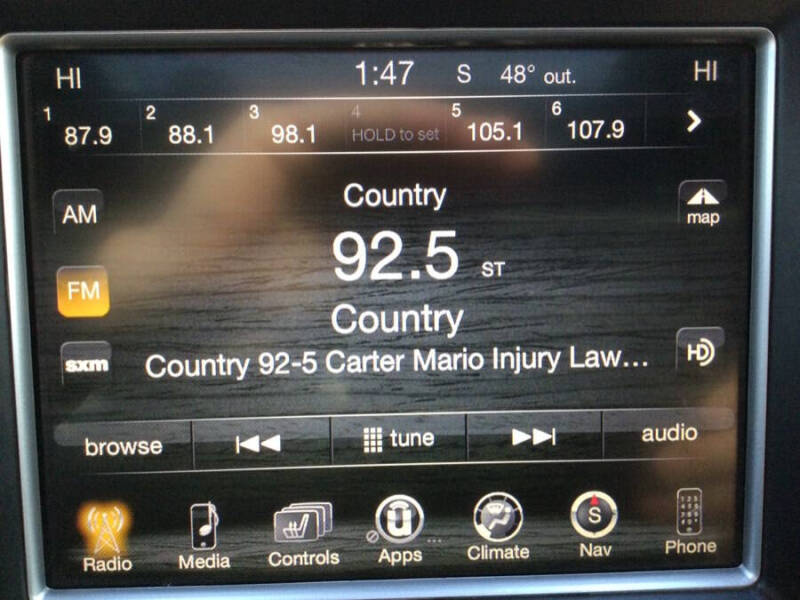 HI 1:47 S 48° out. HI
1 87.9 2 88.1 3 98.1 4 HOLD to set 5 105.1 6 107.9
Country
AM
map
92.5 ST
FM
Country
sxm
Country 92-5 Carter Mario Injury Law...
HD
browse tune audio
Radio Media Controls Apps Climate S Nav Phone